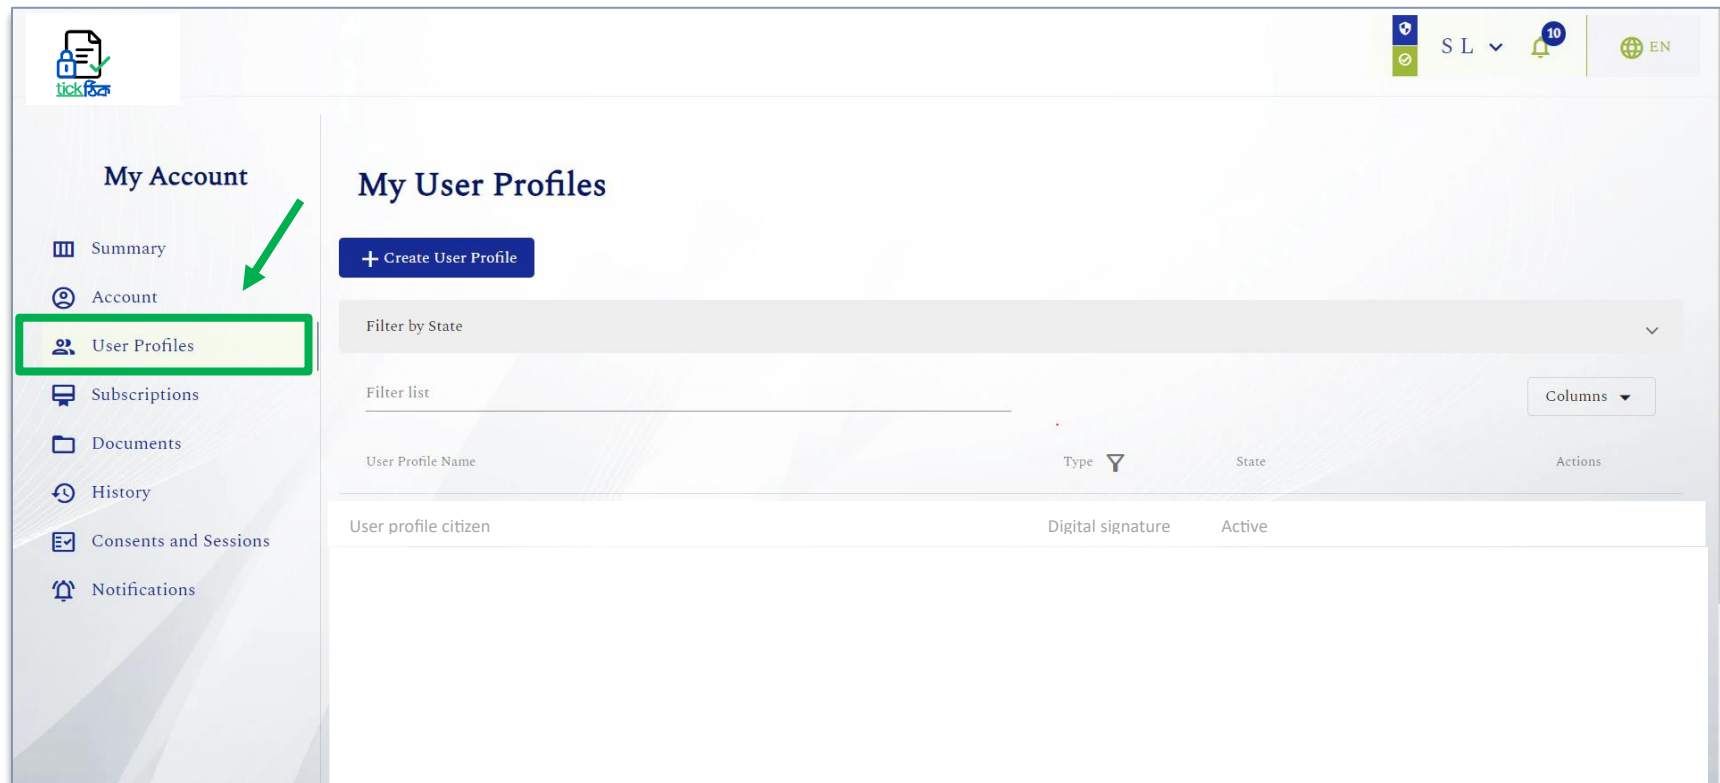 tickঠিক
S L
10
EN
My Account
Summary
Account
User Profiles
Subscriptions
Documents
History
Consents and Sessions
Notifications
My User Profiles
+ Create User Profile
Filter by State
Filter list
Columns
User Profile Name Type State Actions
User profile citizen Digital signature Active